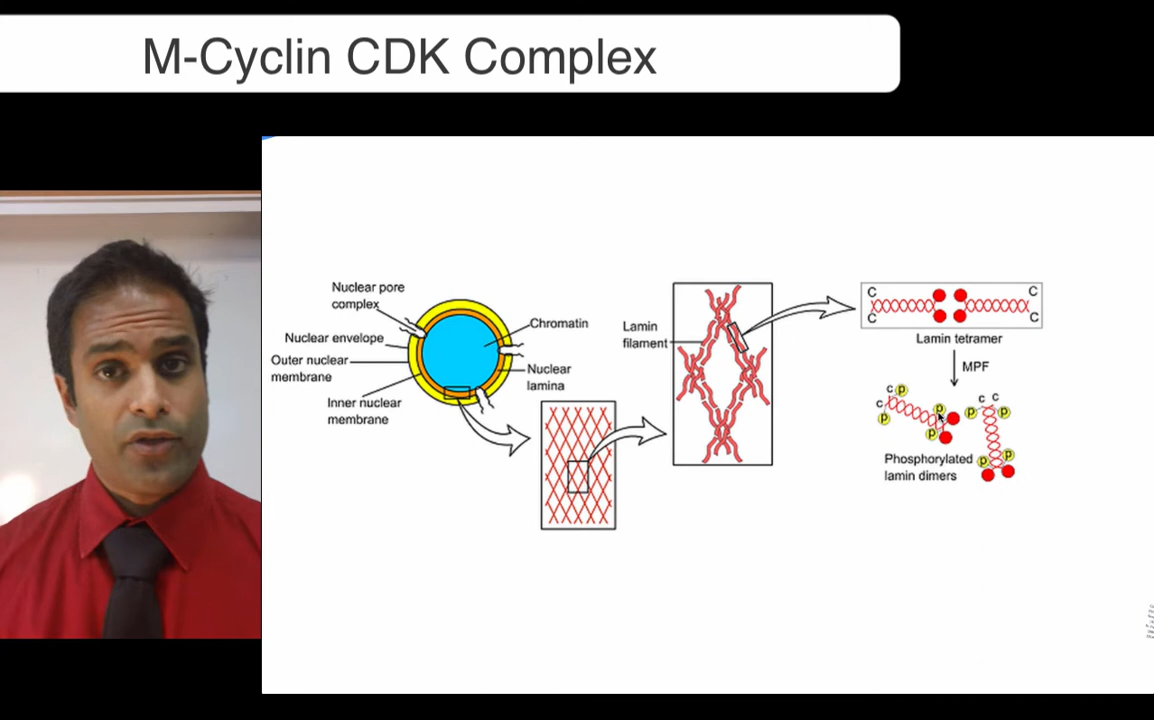 M-Cyclin CDK Complex
Nuclear pore
complex
Nuclear envelope
Outer nuclear
membrane
Inner nuclear
membrane
Chromatin
Nuclear
lamina
Lamin
filament
C C
C C
Lamin tetramer
MPF
C P
C P
P
P
C C
P P
P P
Phosphorylated
lamin dimers